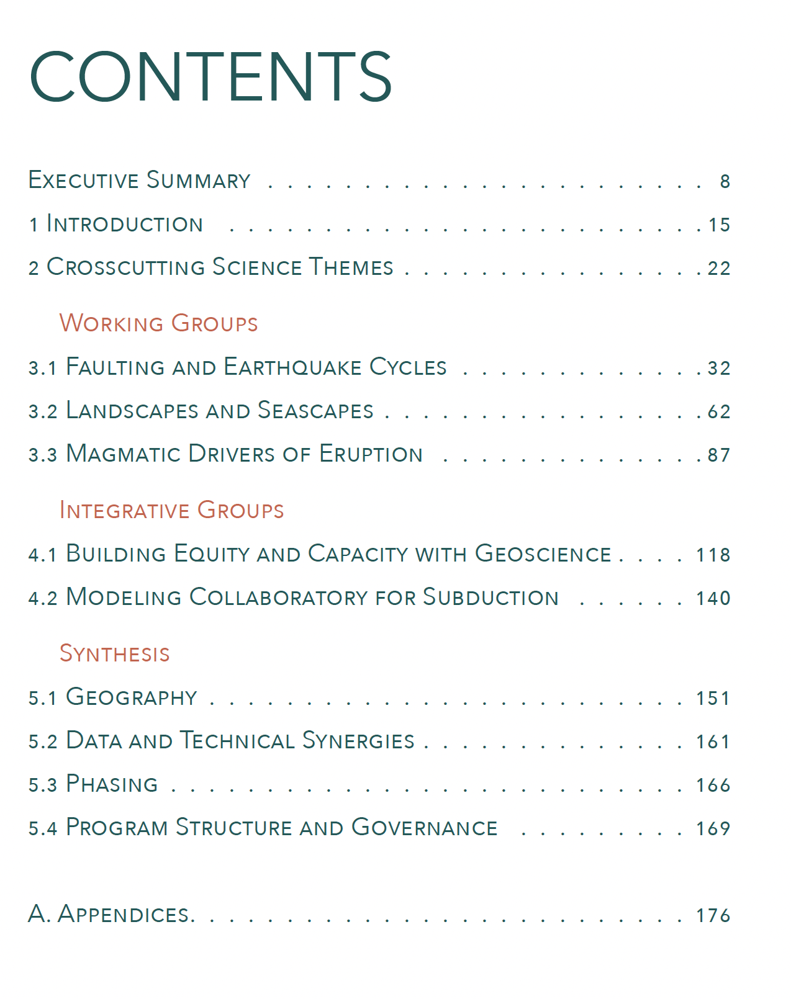 CONTENTS
Executive Summary . . . . . . . . . . . . . . . . . . . . . . . 8
1 Introduction . . . . . . . . . . . . . . . . . . . . . . . . . 15
2 Crosscutting Science Themes . . . . . . . . . . . . . . . . 22
Working Groups
3.1 Faulting and Earthquake Cycles . . . . . . . . . . . . . 32
3.2 Landscapes and Seascapes . . . . . . . . . . . . . . . . . 62
3.3 Magmatic Drivers of Eruption . . . . . . . . . . . . . . 87
Integrative Groups
4.1 Building Equity and Capacity with Geoscience . . . . 118
4.2 Modeling Collaboratory for Subduction . . . . . . 140
Synthesis
5.1 Geography . . . . . . . . . . . . . . . . . . . . . . . . . 151
5.2 Data and Technical Synergies . . . . . . . . . . . . . . 161
5.3 Phasing . . . . . . . . . . . . . . . . . . . . . . . . . . . 166
5.4 Program Structure and Governance . . . . . . . . . 169
A. Appendices. . . . . . . . . . . . . . . . . . . . . . . . . . 176